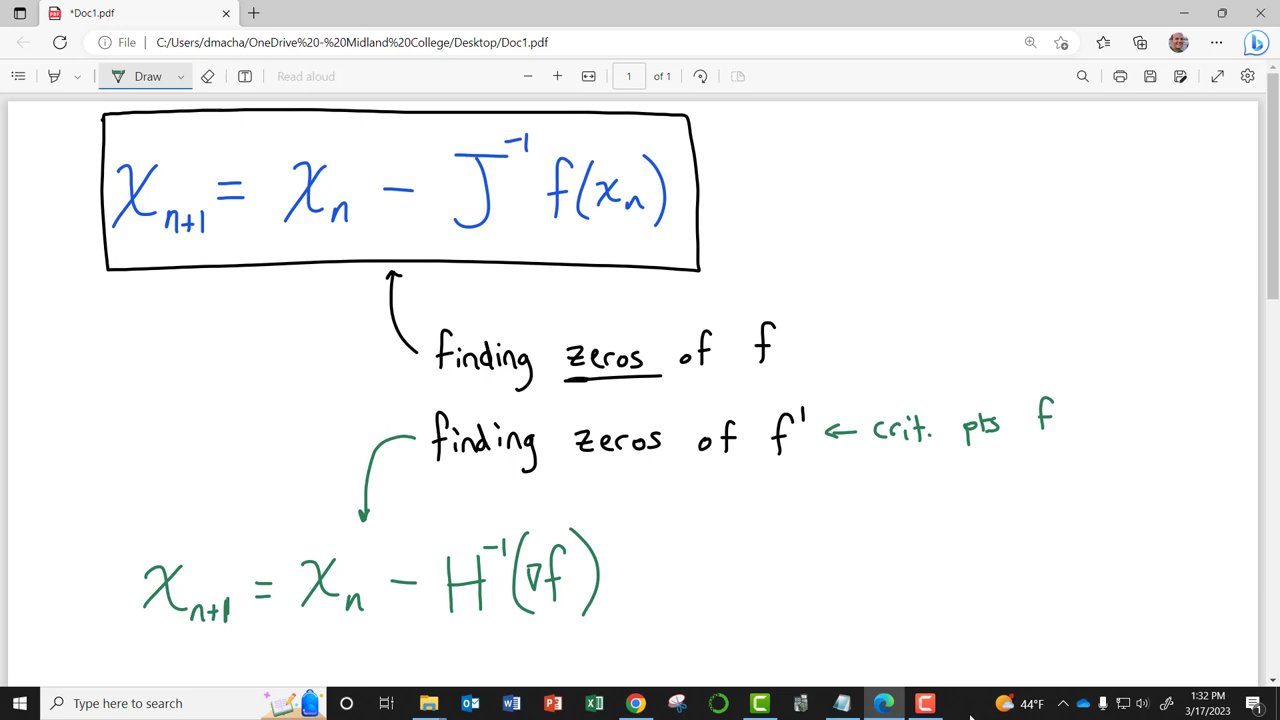 *Doc1.pdf
File C:/Users/dmacha/OneDrive%20-%20Midland%20College/Desktop/Doc1.pdf
Draw Read aloud 1 of 1
x_{n+1} = x_n - J^{-1} f(x_n)
finding zeros of f
finding zeros of f' ← crit. pts f
x_{n+1} = x_n - H^{-1}(∇f)
Type here to search
44°F
1:32 PM
3/17/2023